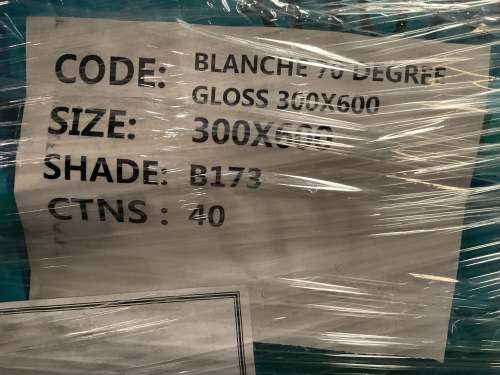 CODE: BLANCHE 70 DEGREE
GLOSS 300X600
SIZE: 300X600
SHADE: B173
CTNS : 40